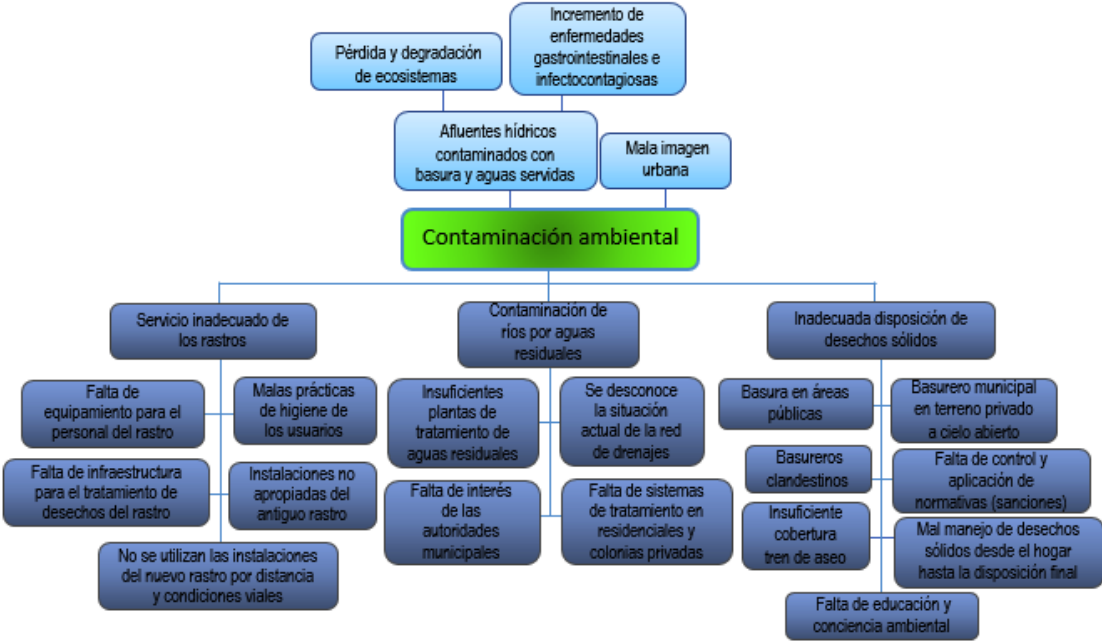 Incremento de
enfermedades
gastrointestinales e
infectocontagiosas
Pérdida y degradación
de ecosistemas
Afluentes hídricos
contaminados con
basura y aguas servidas
Mala imagen
urbana
Contaminación ambiental
Servicio inadecuado de
los rastros
Contaminación de
ríos por aguas
residuales
Inadecuada disposición de
desechos sólidos
Falta de
equipamiento para el
personal del rastro
Malas prácticas
de higiene de
los usuarios
Falta de infraestructura
para el tratamiento de
desechos del rastro
Instalaciones no
apropiadas del
antiguo rastro
No se utilizan las instalaciones
del nuevo rastro por distancia
y condiciones viales
Insuficientes
plantas de
tratamiento de
aguas residuales
Se desconoce
la situación
actual de la red
de drenajes
Falta de interés
de las
autoridades
municipales
Falta de sistemas
de tratamiento en
residenciales y
colonias privadas
Basura en áreas
públicas
Basurero municipal
en terreno privado
a cielo abierto
Basureros
clandestinos
Falta de control y
aplicación de
normativas (sanciones)
Insuficiente
cobertura
tren de aseo
Mal manejo de desechos
sólidos desde el hogar
hasta la disposición final
Falta de educación y
conciencia ambiental